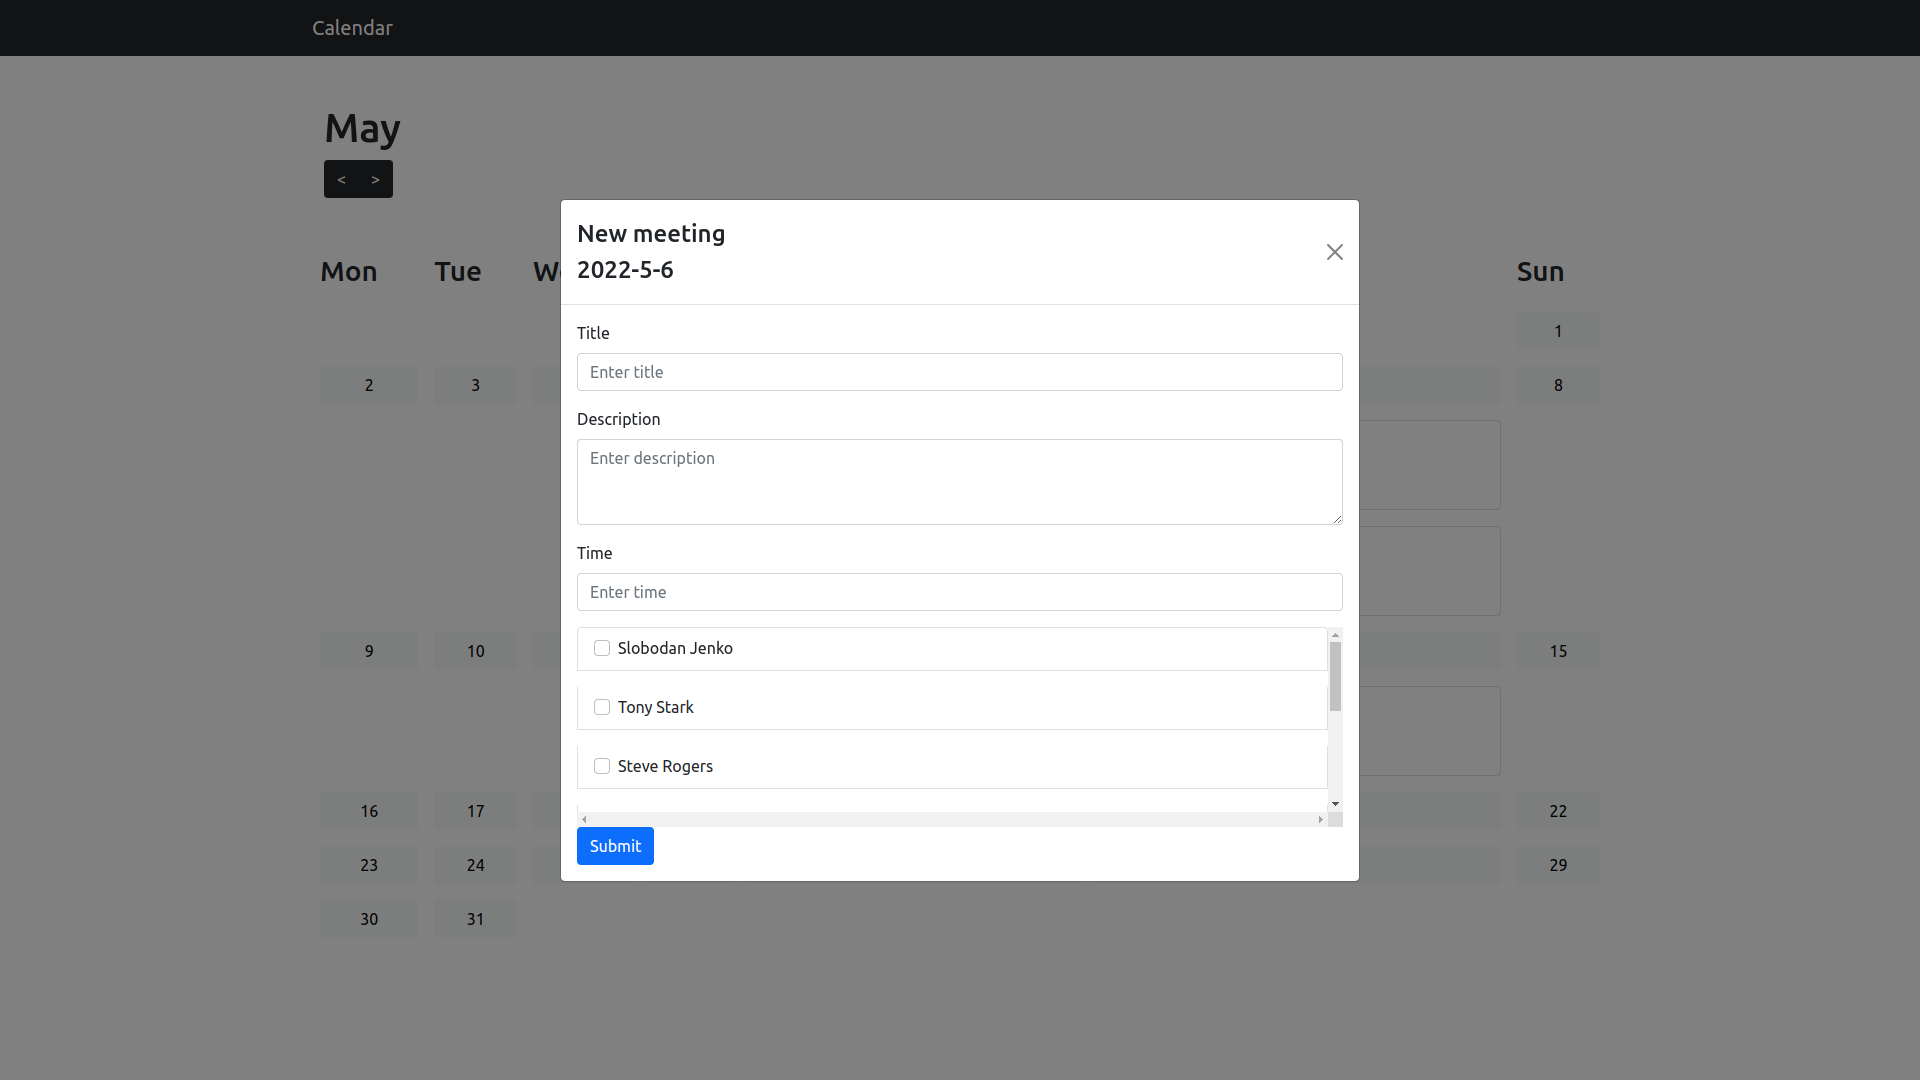 Calendar
May
< >
Mon Tue We Sun
1
2 3 8
9 10 15
16 17 22
23 24 29
30 31
New meeting
2022-5-6
Title
Enter title
Description
Enter description
Time
Enter time
Slobodan Jenko
Tony Stark
Steve Rogers
Submit